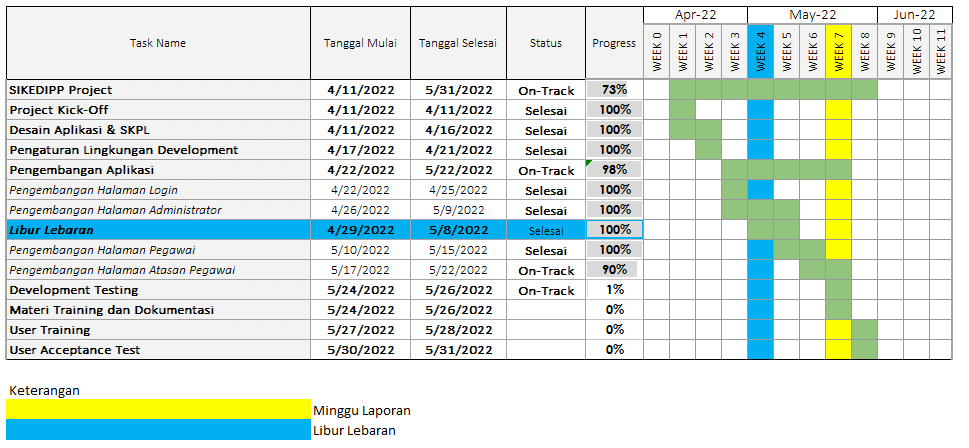 Task Name Tanggal Mulai Tanggal Selesai Status Progress Apr-22 May-22 Jun-22
WEEK 0 WEEK 1 WEEK 2 WEEK 3 WEEK 4 WEEK 5 WEEK 6 WEEK 7 WEEK 8 WEEK 9 WEEK 10 WEEK 11
SIKEDIPP Project 4/11/2022 5/31/2022 On-Track 73%
Project Kick-Off 4/11/2022 4/11/2022 Selesai 100%
Desain Aplikasi & SKPL 4/11/2022 4/16/2022 Selesai 100%
Pengaturan Lingkungan Development 4/17/2022 4/21/2022 Selesai 100%
Pengembangan Aplikasi 4/22/2022 5/22/2022 On-Track 98%
Pengembangan Halaman Login 4/22/2022 4/25/2022 Selesai 100%
Pengembangan Halaman Administrator 4/26/2022 5/9/2022 Selesai 100%
Libur Lebaran 4/29/2022 5/8/2022 Selesai 100%
Pengembangan Halaman Pegawai 5/10/2022 5/15/2022 Selesai 100%
Pengembangan Halaman Atasan Pegawai 5/17/2022 5/22/2022 On-Track 90%
Development Testing 5/24/2022 5/26/2022 On-Track 1%
Materi Training dan Dokumentasi 5/24/2022 5/26/2022 0%
User Training 5/27/2022 5/28/2022 0%
User Acceptance Test 5/30/2022 5/31/2022 0%
Keterangan
Minggu Laporan
Libur Lebaran